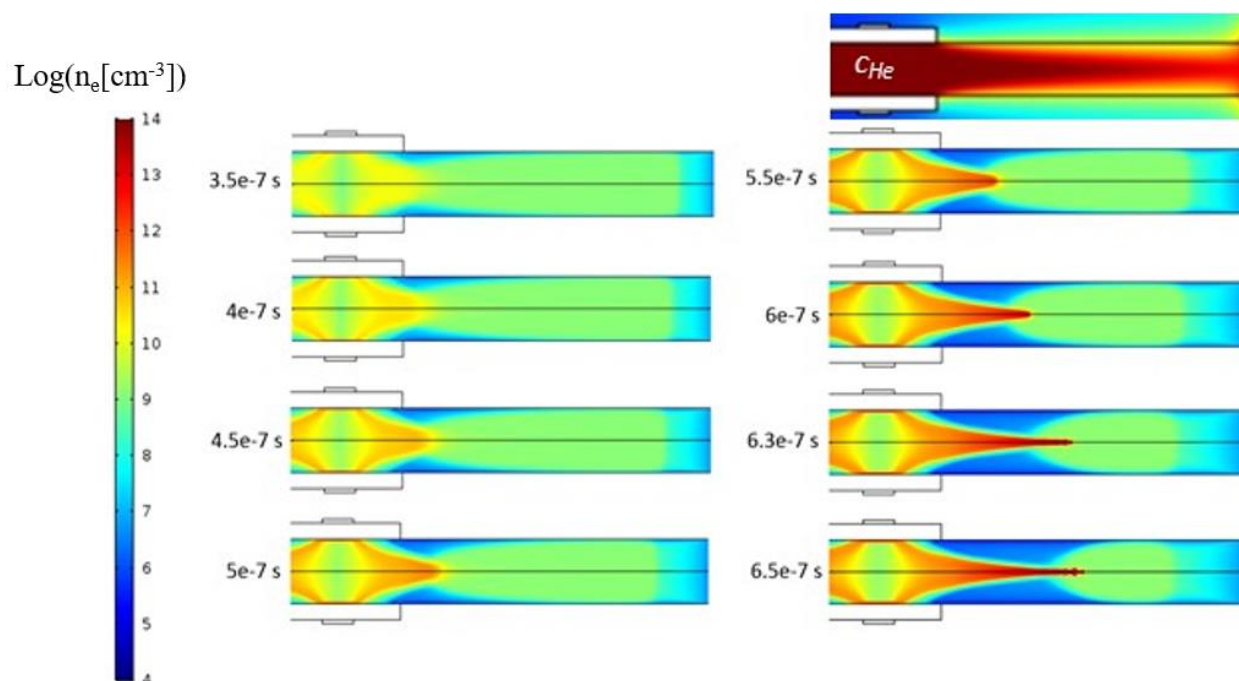 Log(nₑ[cm⁻³])
14
13
12
11
10
9
8
7
6
5
4
3.5e-7 s
4e-7 s
4.5e-7 s
5e-7 s
C_He
5.5e-7 s
6e-7 s
6.3e-7 s
6.5e-7 s